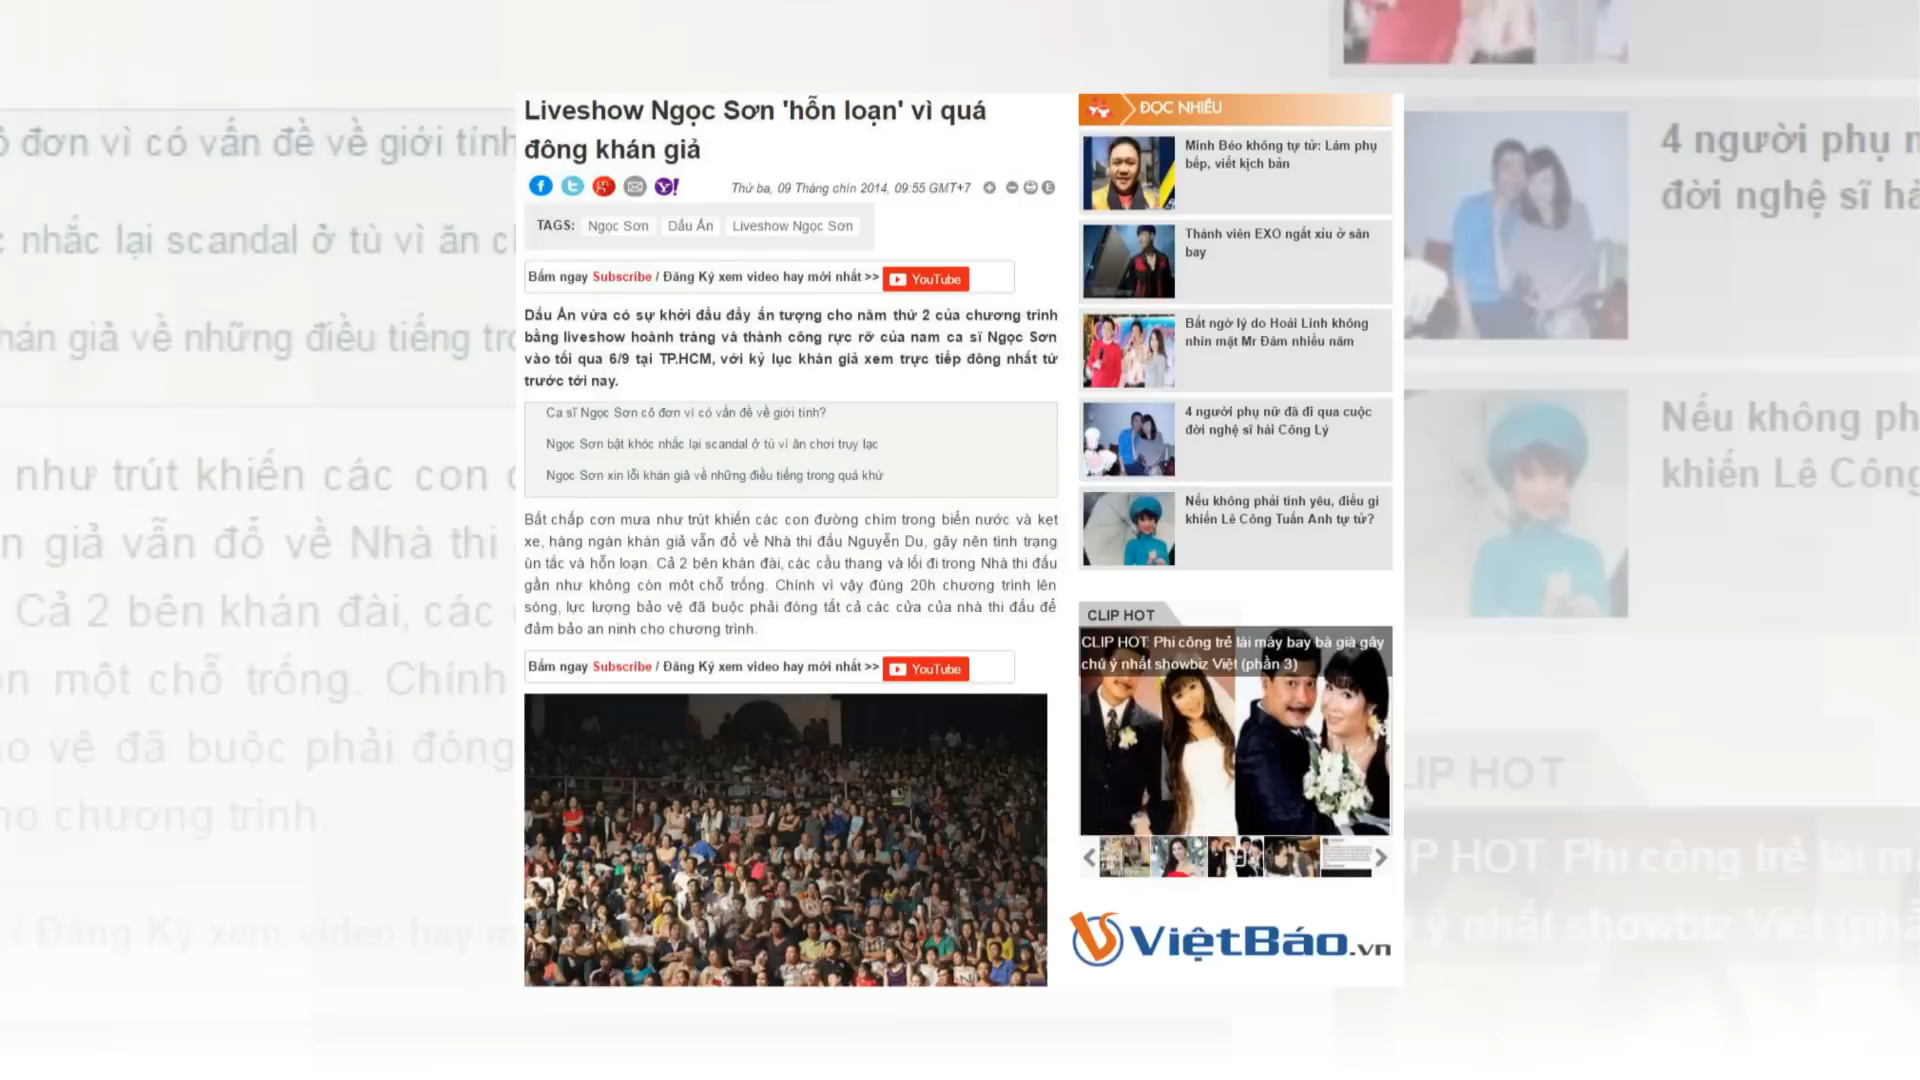 Liveshow Ngọc Sơn 'hỗn loạn' vì quá
đông khán giả
Thứ ba, 09 Tháng chín 2014, 09:55 GMT+7
TAGS: Ngọc Sơn Dấu Ấn Liveshow Ngọc Sơn
Bấm ngay Subscribe / Đăng Ký xem video hay mới nhất >> YouTube
Dấu Ấn vừa có sự khởi đầu đầy ấn tượng cho năm thứ 2 của chương trình
bằng liveshow hoành tráng và thành công rực rỡ của nam ca sĩ Ngọc Sơn
vào tối qua 6/9 tại TP.HCM, với kỷ lục khán giả xem trực tiếp đông nhất từ
trước tới nay.
Ca sĩ Ngọc Sơn cô đơn vì có vấn đề về giới tính?
Ngọc Sơn bật khóc nhắc lại scandal ở tù vì ăn chơi trụy lạc
Ngọc Sơn xin lỗi khán giả về những điều tiếng trong quá khứ
Bất chấp cơn mưa như trút khiến các con đường chìm trong biển nước và kẹt
xe, hàng ngàn khán giả vẫn đổ về Nhà thi đấu Nguyễn Du, gây nên tình trạng
ùn tắc và hỗn loạn. Cả 2 bên khán đài, các cầu thang và lối đi trong Nhà thi đấu
gần như không còn một chỗ trống. Chính vì vậy đúng 20h chương trình lên
sóng, lực lượng bảo vệ đã buộc phải đóng tất cả các cửa của nhà thi đấu để
đảm bảo an ninh cho chương trình.
Bấm ngay Subscribe / Đăng Ký xem video hay mới nhất >> YouTube
ĐỌC NHIỀU
Minh Béo không tự tử: Làm phụ
bếp, viết kịch bản
Thành viên EXO ngất xỉu ở sân
bay
Bất ngờ lý do Hoài Linh không
nhìn mặt Mr Đàm nhiều năm
4 người phụ nữ đã đi qua cuộc
đời nghệ sĩ hài Công Lý
Nếu không phải tình yêu, điều gì
khiến Lê Công Tuấn Anh tự tử?
CLIP HOT
CLIP HOT: Phi công trẻ lái máy bay bà già gây
chú ý nhất showbiz Việt (phần 3)
ViệtBáo.vn